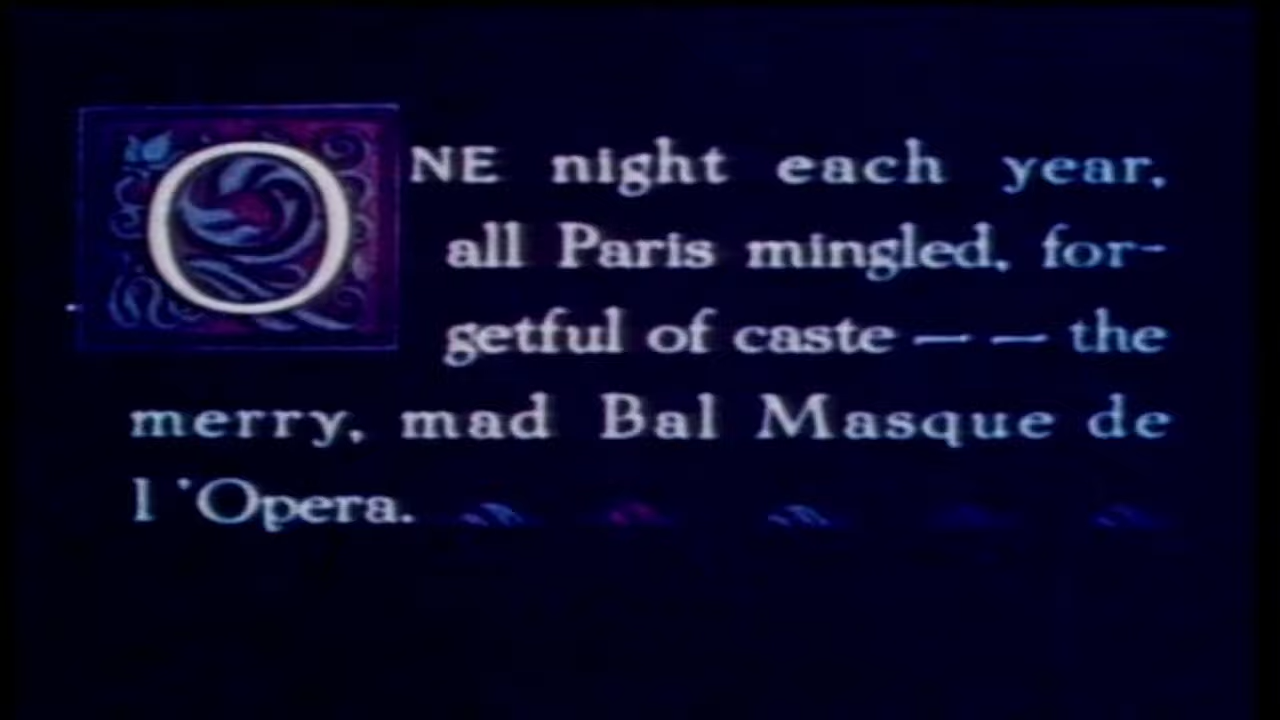 ONE night each year,
all Paris mingled, for-
getful of caste — — the
merry, mad Bal Masque de
l 'Opera.